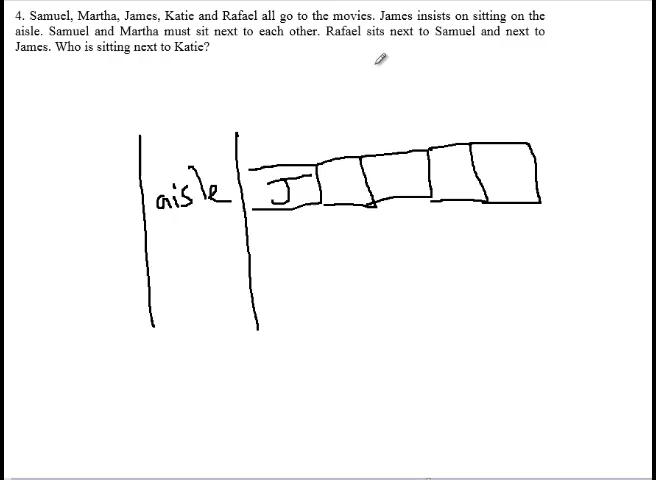 4. Samuel, Martha, James, Katie and Rafael all go to the movies. James insists on sitting on the
aisle. Samuel and Martha must sit next to each other. Rafael sits next to Samuel and next to
James. Who is sitting next to Katie?
aisle J